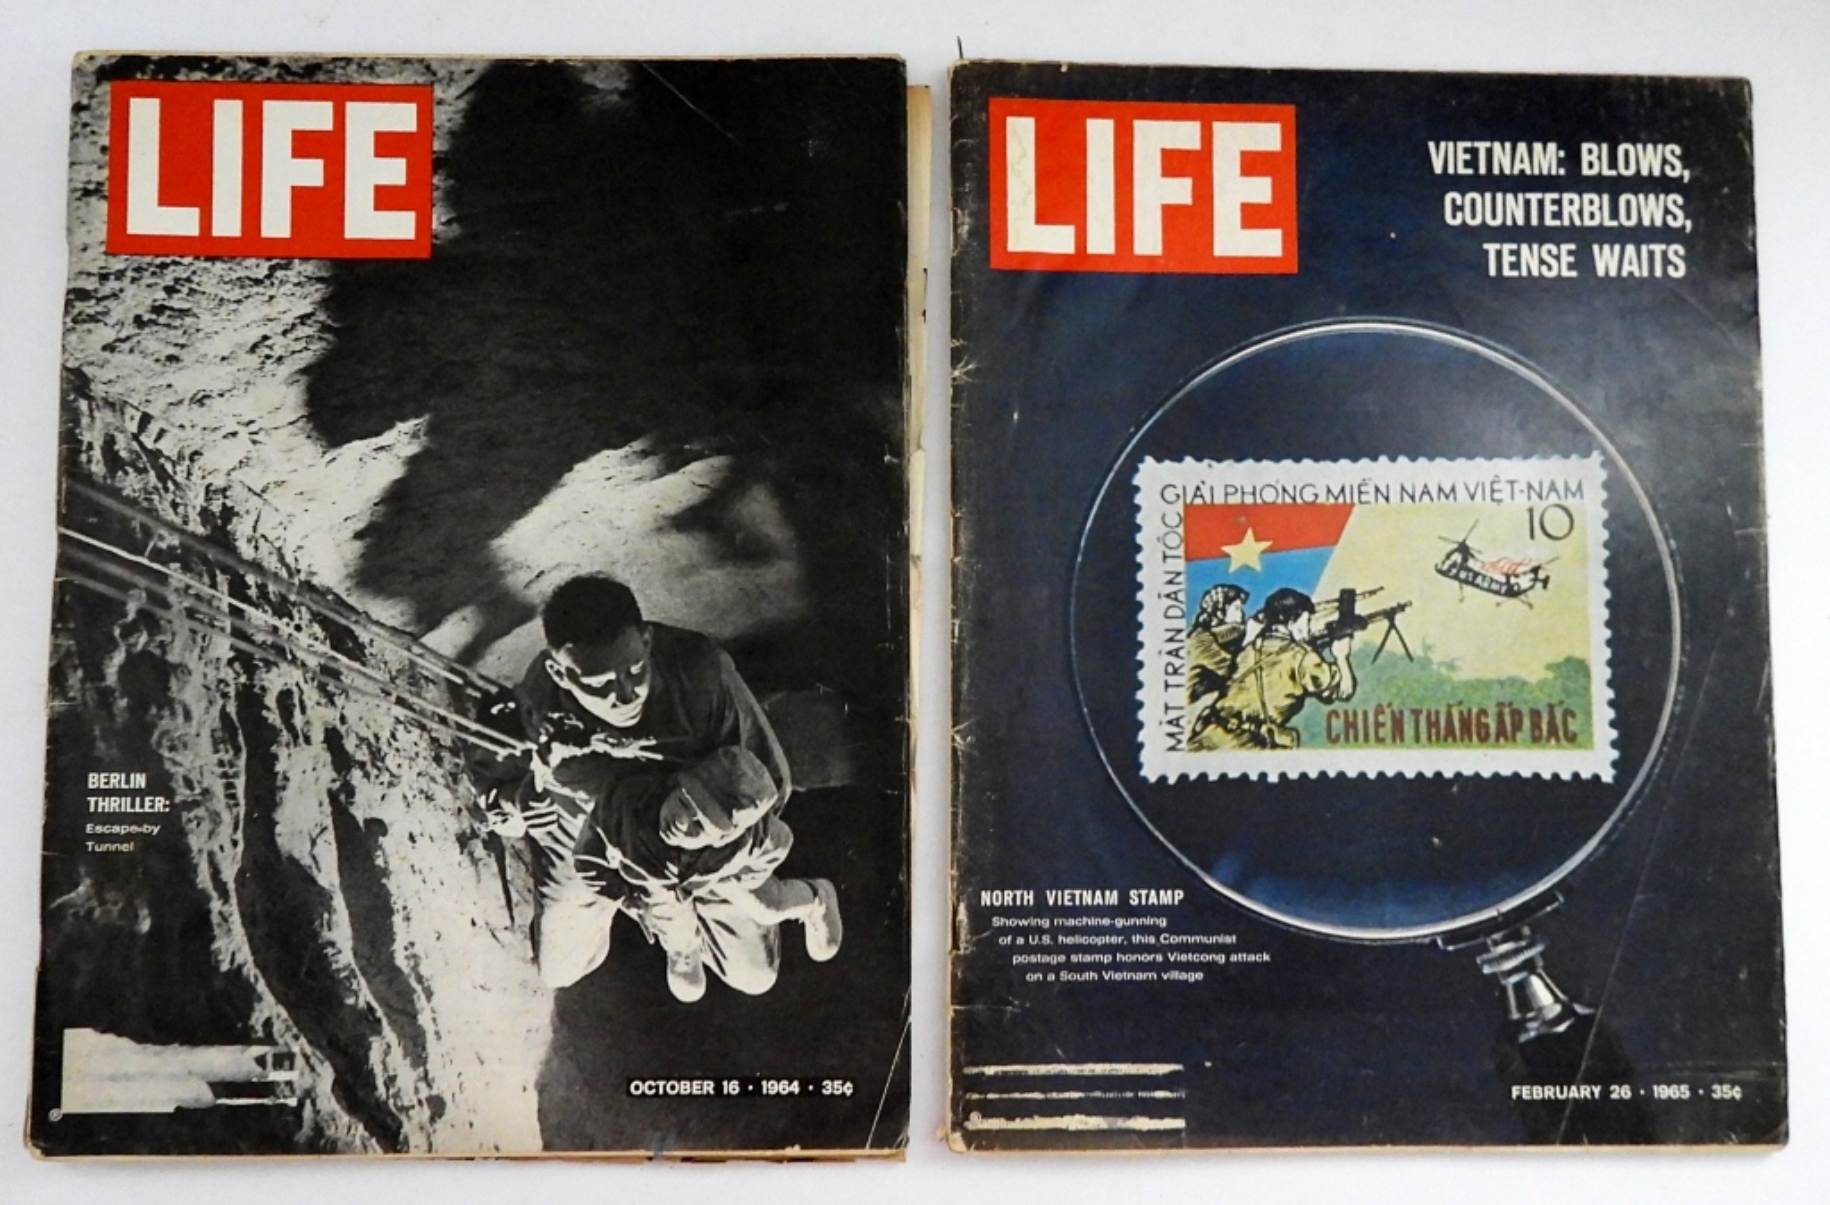 LIFE
BERLIN
THRILLER:
Escape by
Tunnel
OCTOBER 16 · 1964 · 35¢
LIFE
VIETNAM: BLOWS,
COUNTERBLOWS,
TENSE WAITS
GIẢI PHÓNG MIỀN NAM VIỆT-NAM
10
MẶT TRẬN DÂN TỘC
CHIẾN THẮNG ẤP BẮC
NORTH VIETNAM STAMP
Showing machine-gunning
of a U.S. helicopter, this Communist
postage stamp honors Vietcong attack
on a South Vietnam village
FEBRUARY 26 · 1965 · 35¢